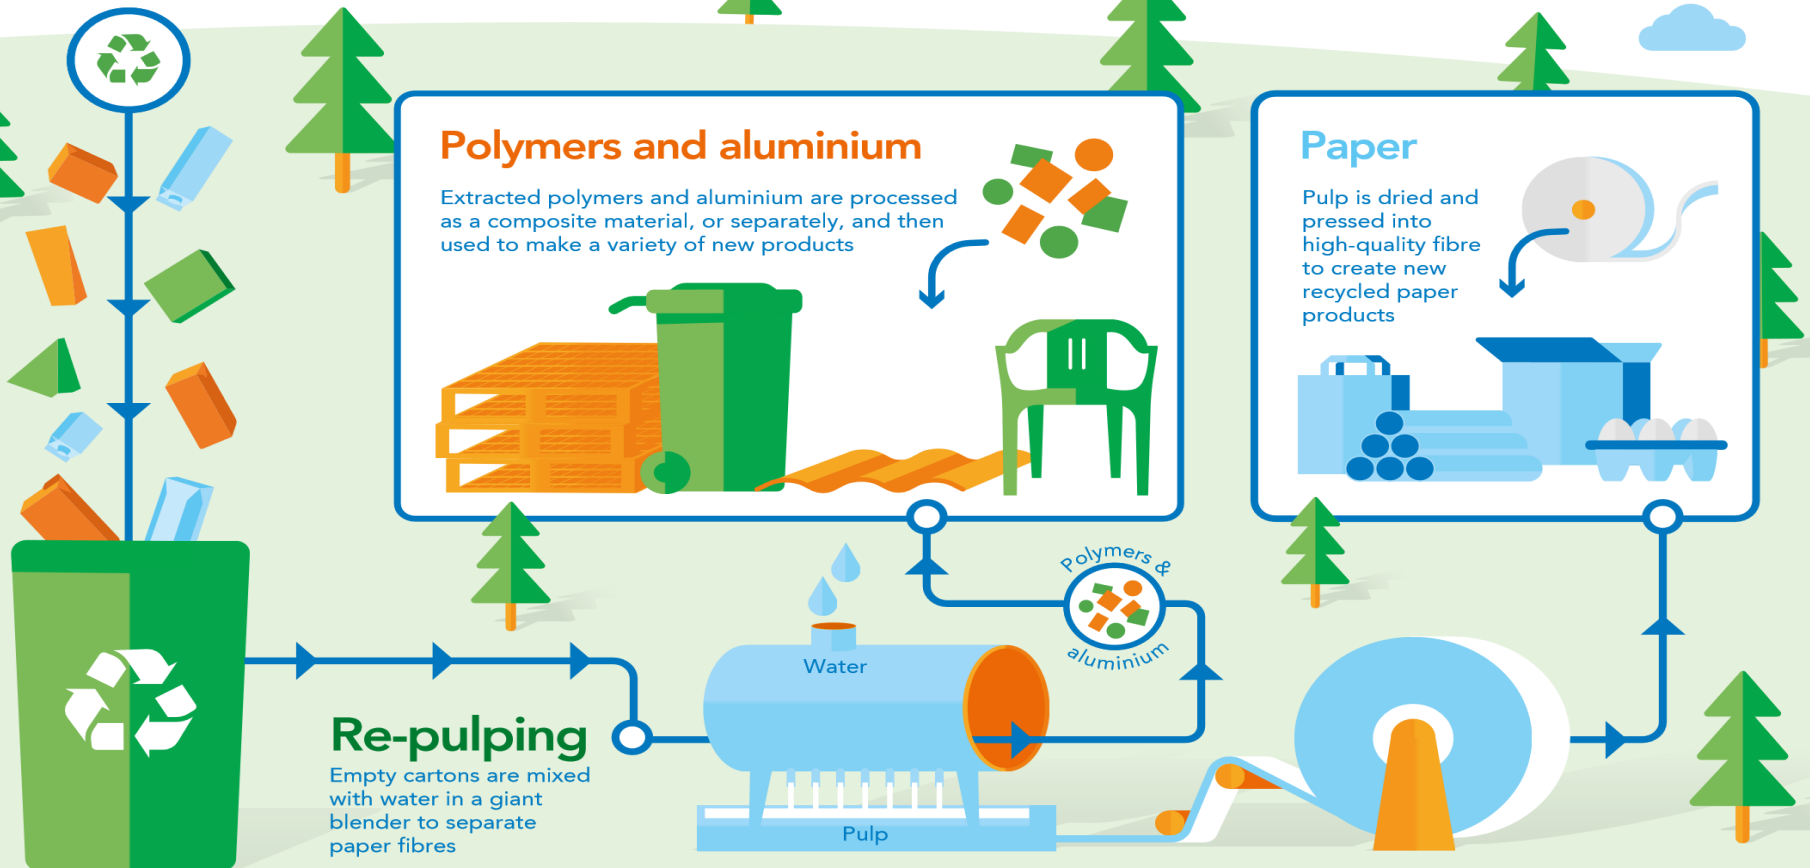 Polymers and aluminium
Extracted polymers and aluminium are processed
as a composite material, or separately, and then
used to make a variety of new products
Paper
Pulp is dried and
pressed into
high-quality fibre
to create new
recycled paper
products
Polymers &
aluminium
Water
Re-pulping
Empty cartons are mixed
with water in a giant
blender to separate
paper fibres
Pulp